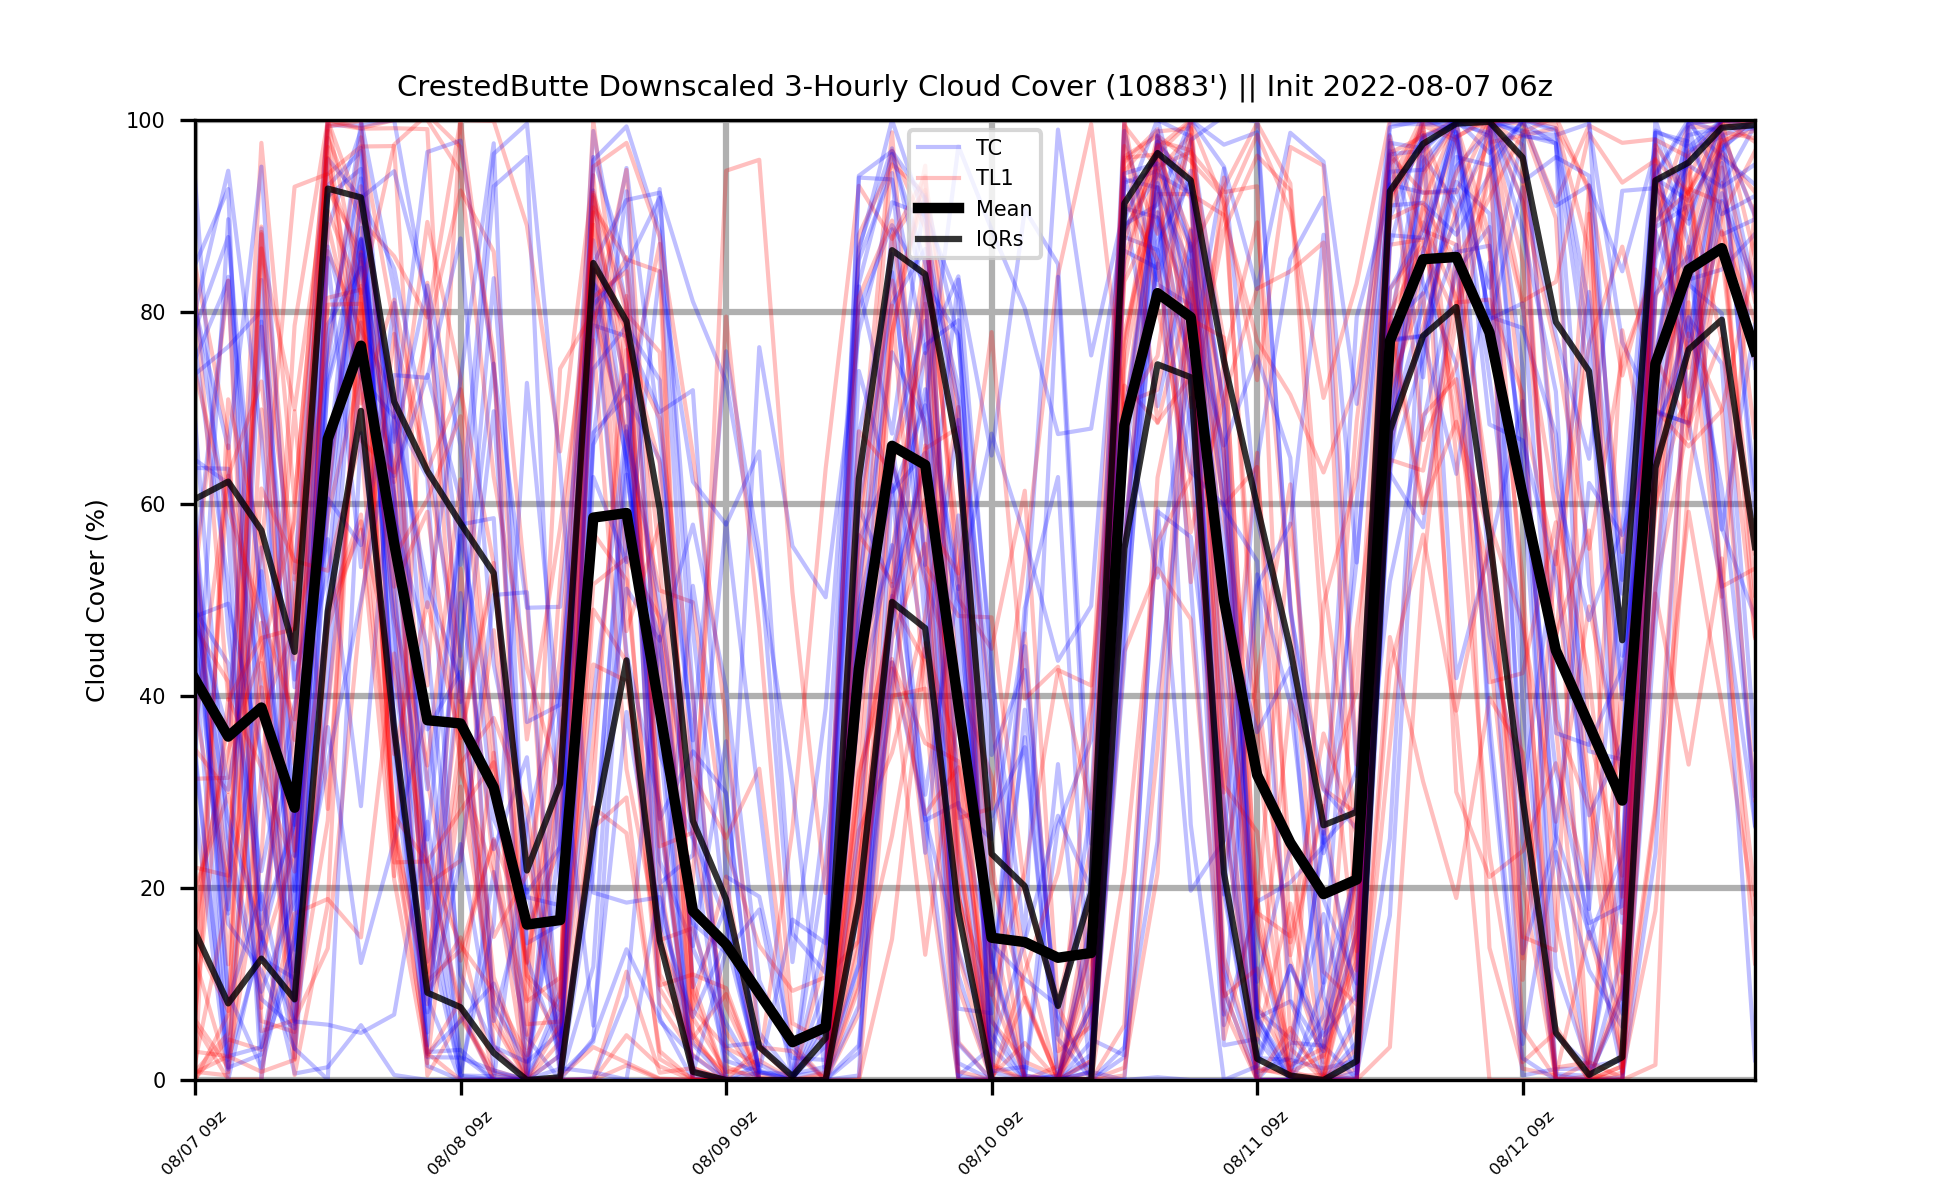 CrestedButte Downscaled 3-Hourly Cloud Cover (10883') || Init 2022-08-07 06z
TC
TL1
Mean
IQRs
Cloud Cover (%)
100
80
60
40
20
0
08/07 09z
08/08 09z
08/09 09z
08/10 09z
08/11 09z
08/12 09z